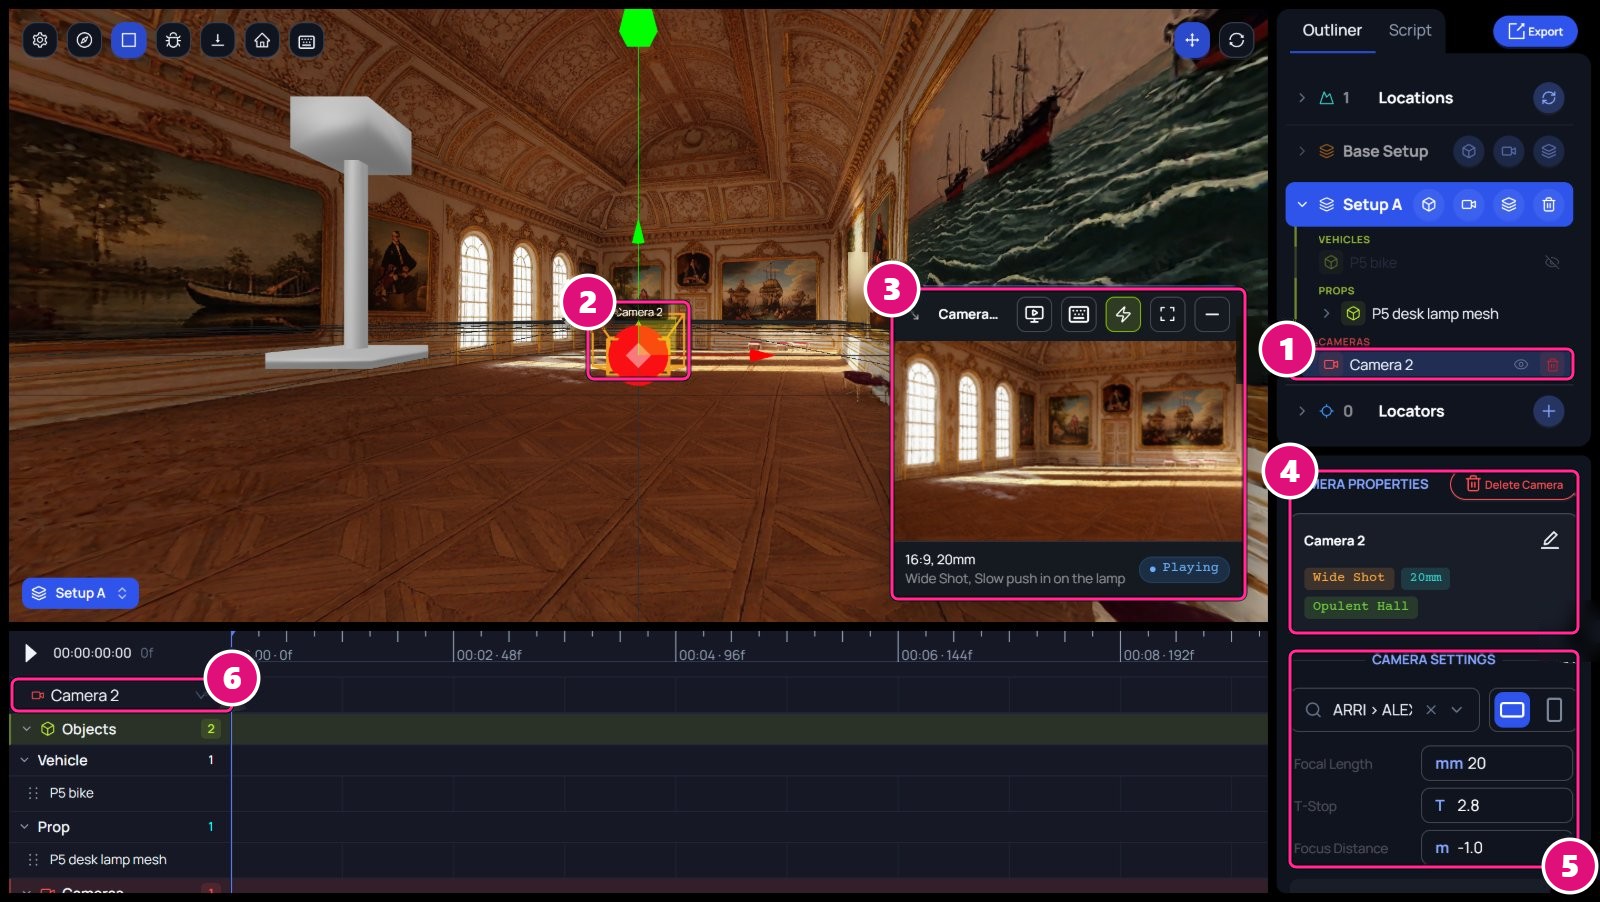 Outliner
Script
Export
1 Locations
Base Setup
Setup A
VEHICLES
P5 bike
PROPS
P5 desk lamp mesh
1
CAMERAS
Camera 2
0 Locators
2
Camera 2
3
Camera...
16:9, 20mm
Wide Shot, Slow push in on the lamp
Playing
Setup A
4
MERA PROPERTIES
Delete Camera
Camera 2
Wide Shot
20mm
Opulent Hall
CAMERA SETTINGS
ARRI > ALE
Focal Length
mm 20
T-Stop
T 2.8
Focus Distance
m -1.0
5
00:00:00:00 0f
:00 · 0f
00:02 · 48f
00:04 · 96f
00:06 · 144f
00:08 · 192f
6
Camera 2
Objects 2
Vehicle 1
P5 bike
Prop 1
P5 desk lamp mesh
Cameras 1